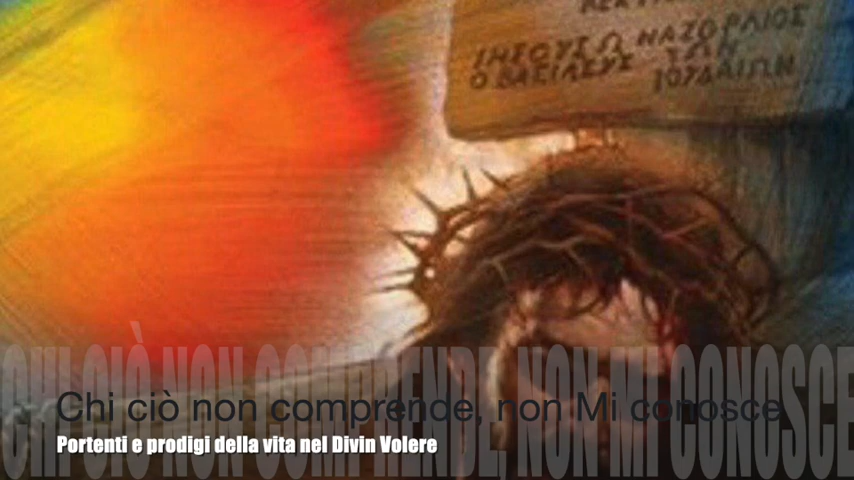 ΙΗΣΟΥΣ Ω ΝΑΖΟΡΑΙΟΣ
Ο ΒΑΣΙΛΕΥΣ ΤΩΝ
ΙΟΥΔΑΙΩΝ
CHI CIÒ NON COMPRENDE, NON MI CONOSCE
Chi ciò non comprende, non Mi conosce
Portenti e prodigi della vita nel Divin Volere